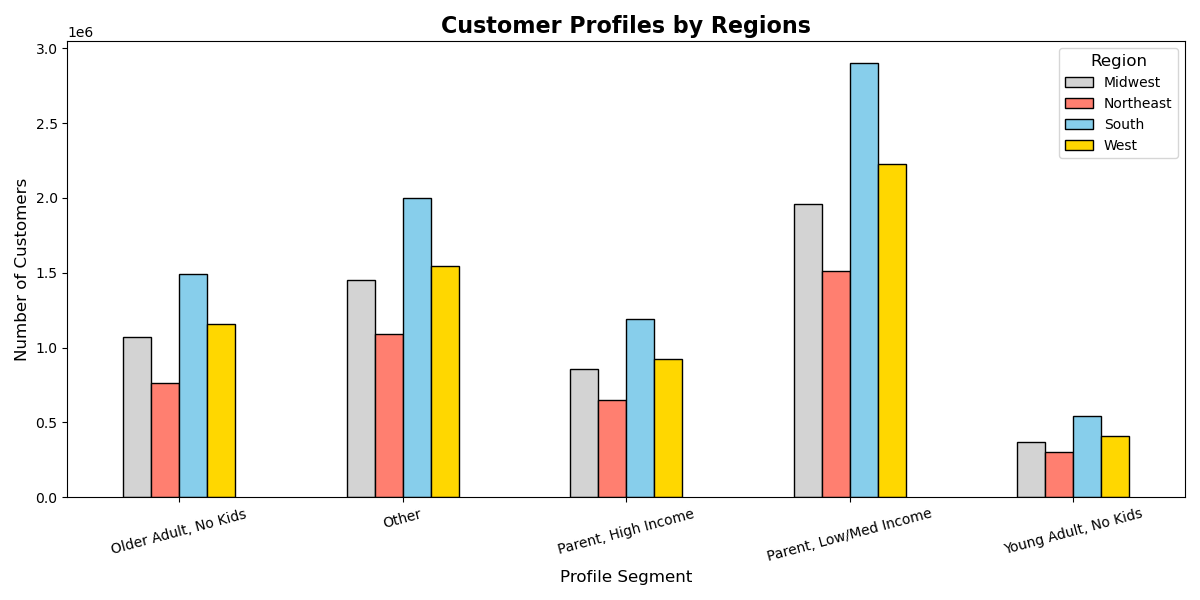 Customer Profiles by Regions
1e6
3.0
2.5
2.0
1.5
1.0
0.5
0.0
Number of Customers
Region
Midwest
Northeast
South
West
Older Adult, No Kids
Other
Parent, High Income
Parent, Low/Med Income
Young Adult, No Kids
Profile Segment